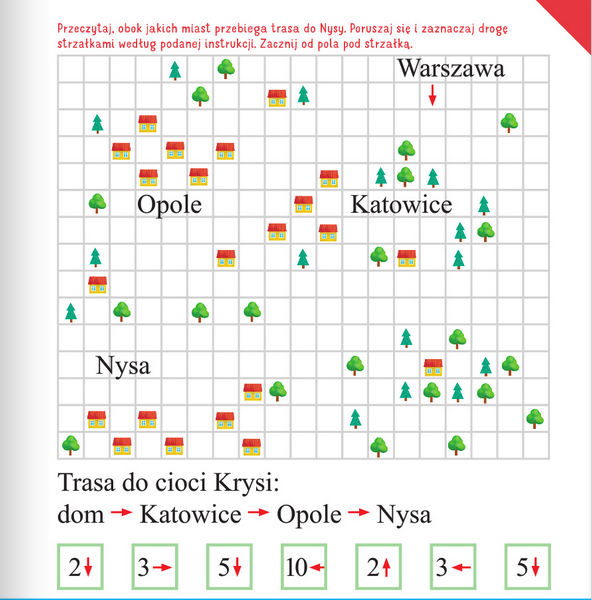 Przeczytaj, obok jakich miast przebiega trasa do Nysy. Poruszaj się i zaznaczaj drogę
strzałkami według podanej instrukcji. Zacznij od pola pod strzałką.
Warszawa
Opole
Katowice
Nysa
Trasa do cioci Krysi:
dom → Katowice → Opole → Nysa
2↓ 3→ 5↓ 10← 2↑ 3← 5↓